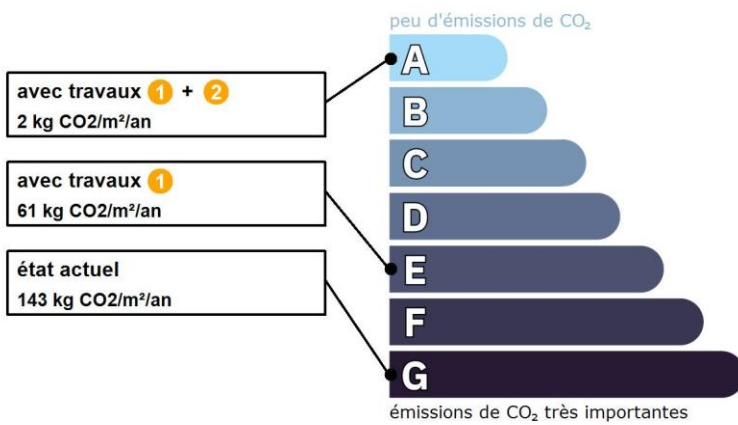 peu d'émissions de CO₂
A
avec travaux 1 + 2
2 kg CO2/m²/an
B
C
avec travaux 1
61 kg CO2/m²/an
D
E
état actuel
143 kg CO2/m²/an
F
G
émissions de CO₂ très importantes